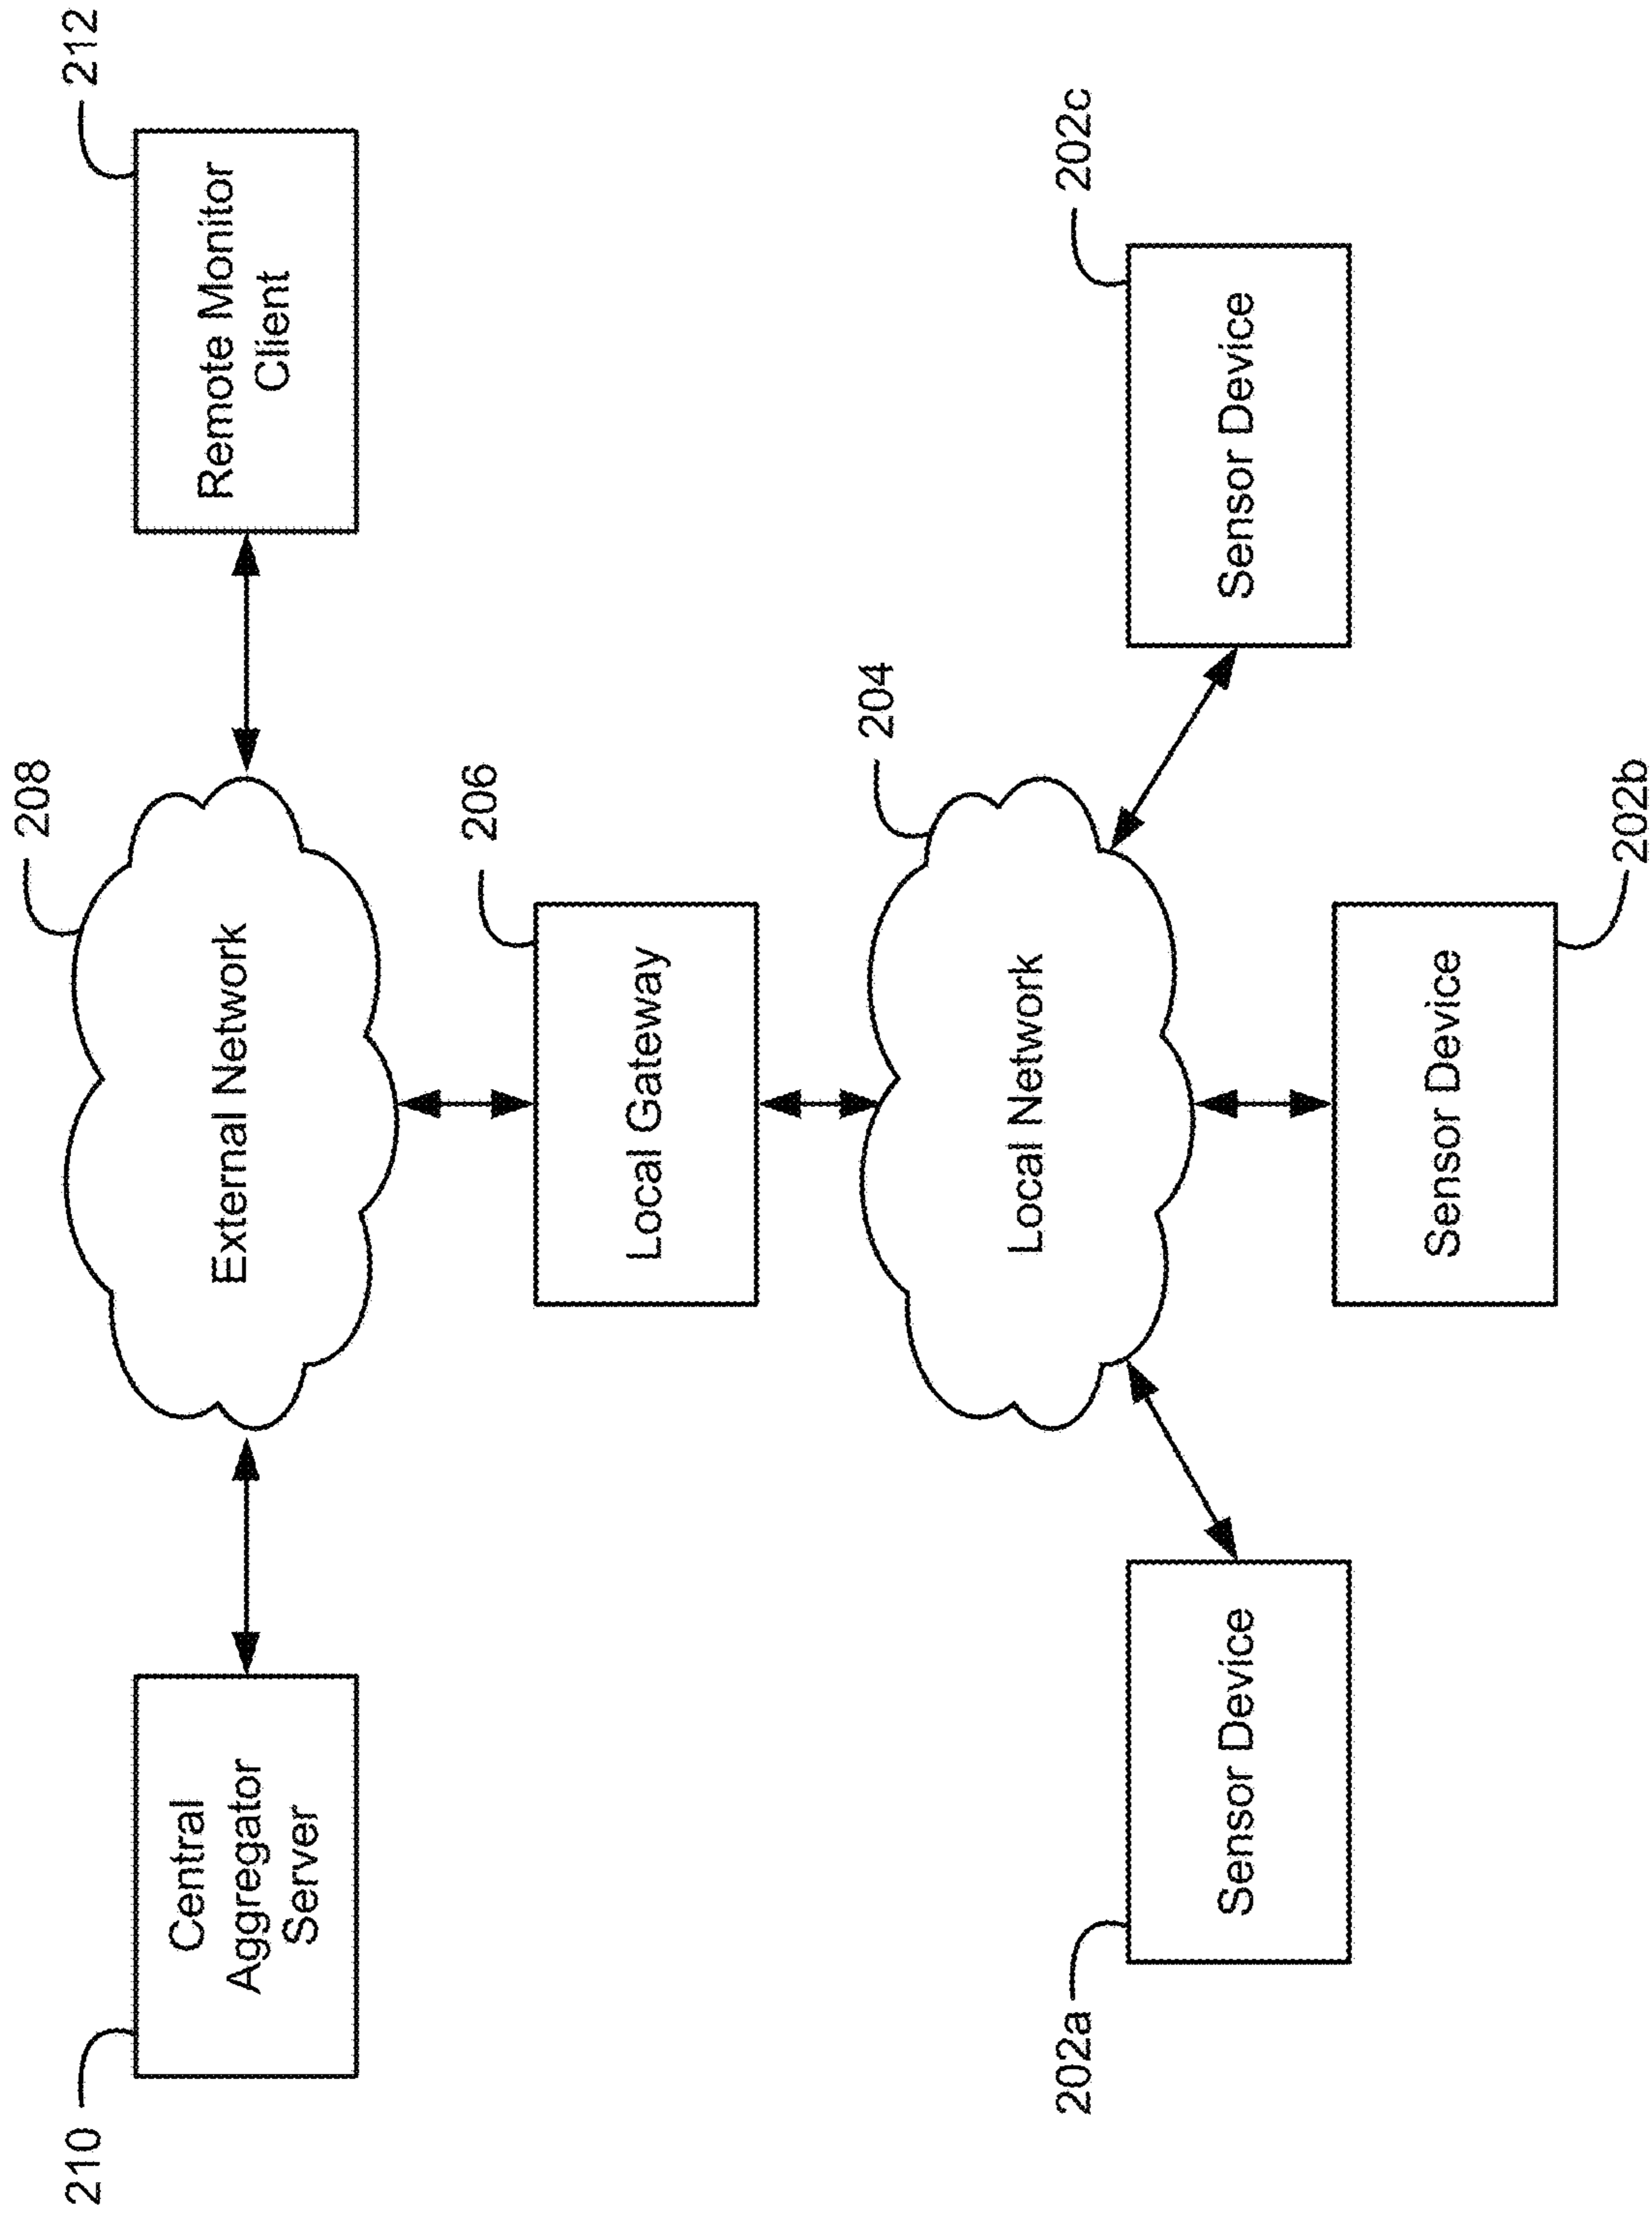 208
212
210
Central
Aggregator
Server
External Network
Remote Monitor
Client
206
Local Gateway
204
202a
202c
Sensor Device
Local Network
Sensor Device
Sensor Device
202b